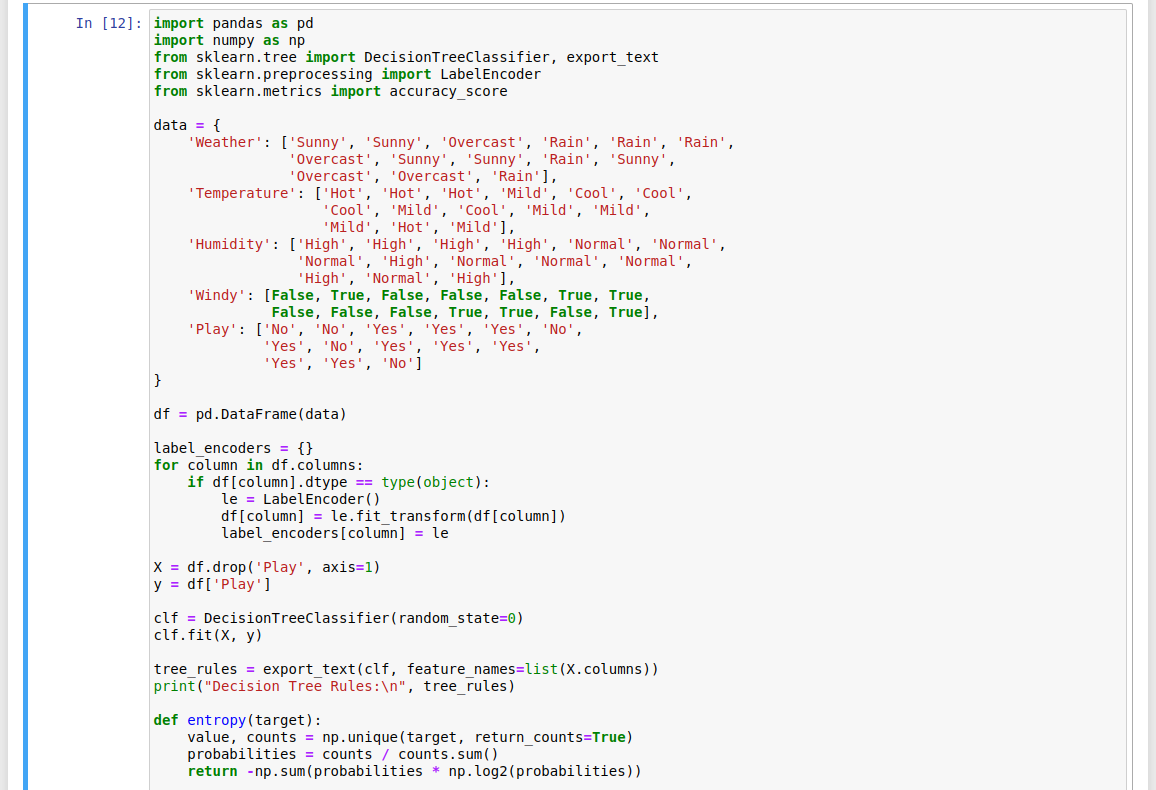 In [12]: import pandas as pd
import numpy as np
from sklearn.tree import DecisionTreeClassifier, export_text
from sklearn.preprocessing import LabelEncoder
from sklearn.metrics import accuracy_score

data = {
    'Weather': ['Sunny', 'Sunny', 'Overcast', 'Rain', 'Rain', 'Rain',
                'Overcast', 'Sunny', 'Sunny', 'Rain', 'Sunny',
                'Overcast', 'Overcast', 'Rain'],
    'Temperature': ['Hot', 'Hot', 'Hot', 'Mild', 'Cool', 'Cool',
                    'Cool', 'Mild', 'Cool', 'Mild', 'Mild',
                    'Mild', 'Hot', 'Mild'],
    'Humidity': ['High', 'High', 'High', 'High', 'Normal', 'Normal',
                 'Normal', 'High', 'Normal', 'Normal', 'Normal',
                 'High', 'Normal', 'High'],
    'Windy': [False, True, False, False, False, True, True,
              False, False, False, True, True, False, True],
    'Play': ['No', 'No', 'Yes', 'Yes', 'Yes', 'No',
             'Yes', 'No', 'Yes', 'Yes', 'Yes',
             'Yes', 'Yes', 'No']
}

df = pd.DataFrame(data)

label_encoders = {}
for column in df.columns:
    if df[column].dtype == type(object):
        le = LabelEncoder()
        df[column] = le.fit_transform(df[column])
        label_encoders[column] = le

X = df.drop('Play', axis=1)
y = df['Play']

clf = DecisionTreeClassifier(random_state=0)
clf.fit(X, y)

tree_rules = export_text(clf, feature_names=list(X.columns))
print("Decision Tree Rules:\n", tree_rules)

def entropy(target):
    value, counts = np.unique(target, return_counts=True)
    probabilities = counts / counts.sum()
    return -np.sum(probabilities * np.log2(probabilities))